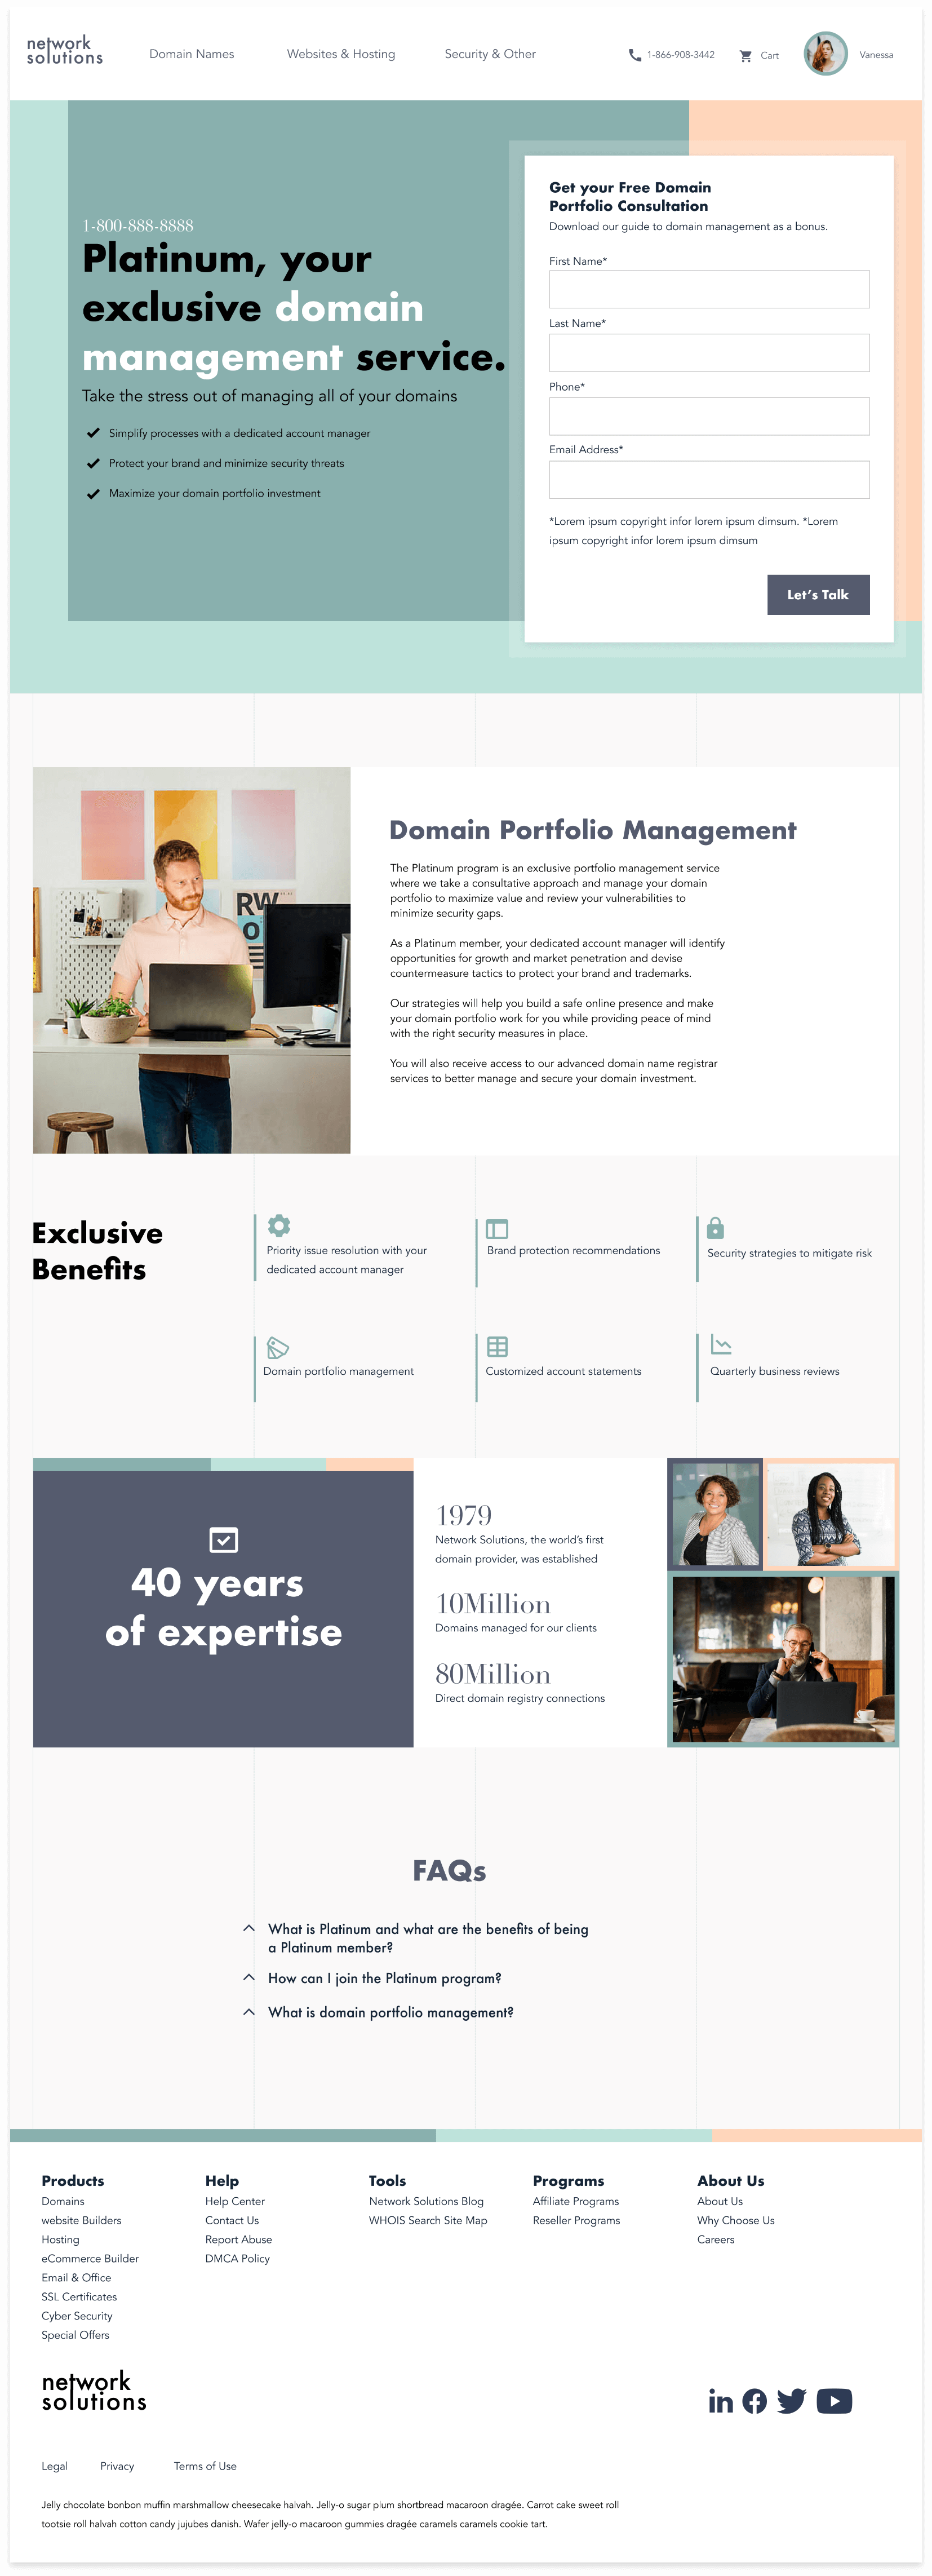 network
solutions
Domain Names
Websites & Hosting
Security & Other
1-866-908-3442
Cart
Vanessa
1-800-888-8888
Platinum, your
exclusive domain
management service.
Take the stress out of managing all of your domains
Simplify processes with a dedicated account manager
Protect your brand and minimize security threats
Maximize your domain portfolio investment
Get your Free Domain
Portfolio Consultation
Download our guide to domain management as a bonus.
First Name*
Last Name*
Phone*
Email Address*
*Lorem ipsum copyright infor lorem ipsum dimsum. *Lorem
ipsum copyright infor lorem ipsum dimsum
Let's Talk
RW
O
Domain Portfolio Management
The Platinum program is an exclusive portfolio management service
where we take a consultative approach and manage your domain
portfolio to maximize value and review your vulnerabilities to
minimize security gaps.
As a Platinum member, your dedicated account manager will identify
opportunities for growth and market penetration and devise
countermeasure tactics to protect your brand and trademarks.
Our strategies will help you build a safe online presence and make
your domain portfolio work for you while providing peace of mind
with the right security measures in place.
You will also receive access to our advanced domain name registrar
services to better manage and secure your domain investment.
Exclusive
Benefits
Priority issue resolution with your
dedicated account manager
Brand protection recommendations
Security strategies to mitigate risk
Domain portfolio management
Customized account statements
Quarterly business reviews
40 years
of expertise
1979
Network Solutions, the world's first
domain provider, was established
10Million
Domains managed for our clients
80Million
Direct domain registry connections
FAQs
What is Platinum and what are the benefits of being
a Platinum member?
How can I join the Platinum program?
What is domain portfolio management?
Products
Domains
website Builders
Hosting
eCommerce Builder
Email & Office
SSL Certificates
Cyber Security
Special Offers
Help
Help Center
Contact Us
Report Abuse
DMCA Policy
Tools
Network Solutions Blog
WHOIS Search Site Map
Programs
Affiliate Programs
Reseller Programs
About Us
About Us
Why Choose Us
Careers
network
solutions
in
Legal
Privacy
Terms of Use
Jelly chocolate bonbon muffin marshmallow cheesecake halvah. Jelly-o sugar plum shortbread macaroon dragée. Carrot cake sweet roll
tootsie roll halvah cotton candy jujubes danish. Wafer jelly-o macaroon gummies dragée caramels caramels cookie tart.